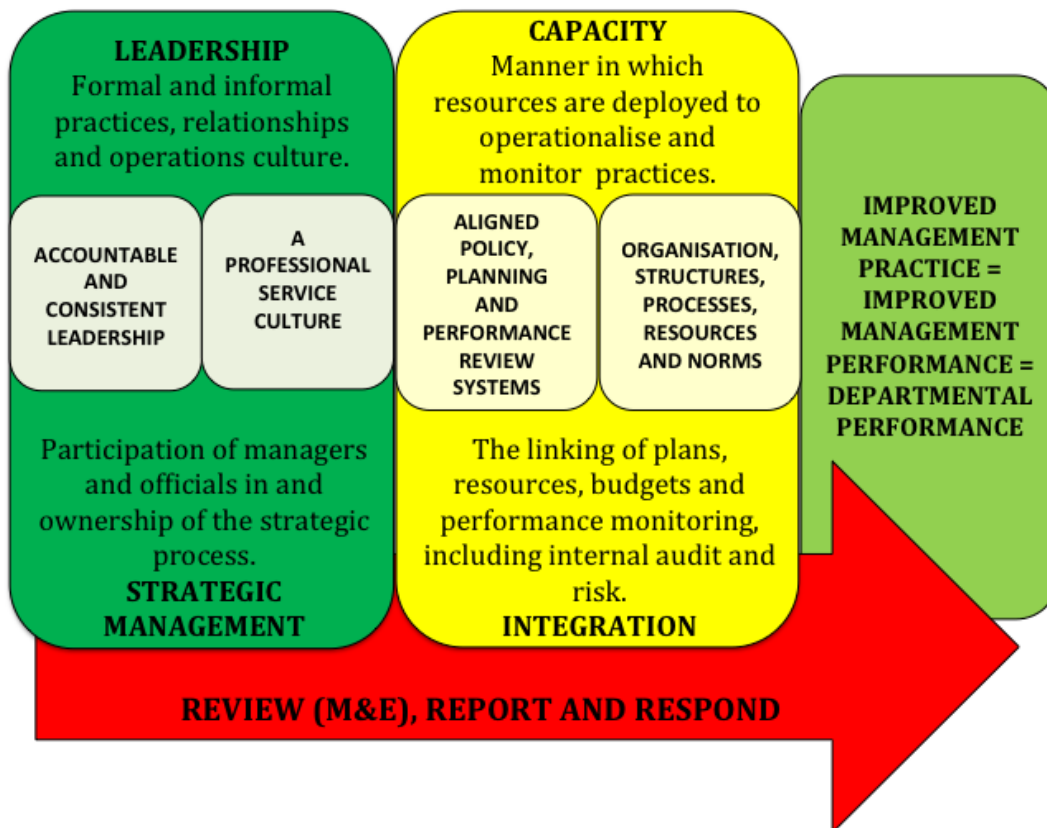 LEADERSHIP
Formal and informal
practices, relationships
and operations culture.
ACCOUNTABLE
AND
CONSISTENT
LEADERSHIP
A
PROFESSIONAL
SERVICE
CULTURE
Participation of managers
and officials in and
ownership of the strategic
process.
STRATEGIC
MANAGEMENT
CAPACITY
Manner in which
resources are deployed to
operationalise and
monitor practices.
ALIGNED
POLICY,
PLANNING
AND
PERFORMANCE
REVIEW
SYSTEMS
ORGANISATION,
STRUCTURES,
PROCESSES,
RESOURCES
AND NORMS
The linking of plans,
resources, budgets and
performance monitoring,
including internal audit and
risk.
INTEGRATION
IMPROVED
MANAGEMENT
PRACTICE =
IMPROVED
MANAGEMENT
PERFORMANCE =
DEPARTMENTAL
PERFORMANCE
REVIEW (M&E), REPORT AND RESPOND